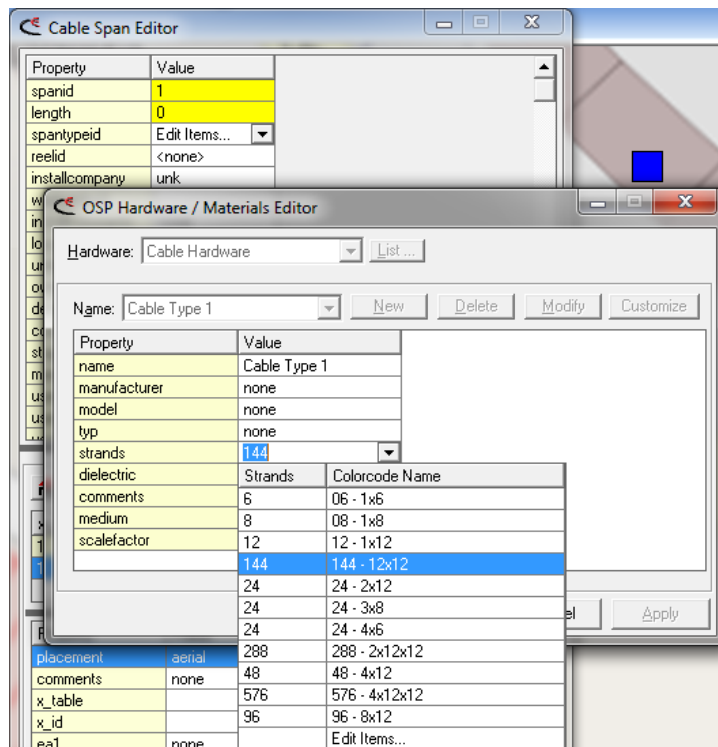 Cable Span Editor
Property Value
spanid 1
length 0
spantypeid Edit Items...
reelid <none>
installcompany unk
OSP Hardware / Materials Editor
Hardware: Cable Hardware List ...
Name: Cable Type 1 New Delete Modify Customize
Property Value
name Cable Type 1
manufacturer none
model none
typ none
strands 144
dielectric
comments
medium
scalefactor
Strands Colorcode Name
6 06 - 1x6
8 08 - 1x8
12 12 - 1x12
144 144 - 12x12
24 24 - 2x12
24 24 - 3x8
24 24 - 4x6
288 288 - 2x12x12
48 48 - 4x12
576 576 - 4x12x12
96 96 - 8x12
Edit Items...
Apply
placement aerial
comments none
x_table
x_id
ea1 none